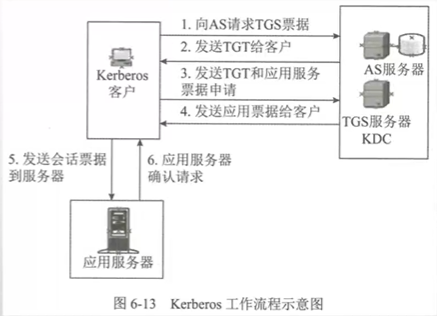 1. 向AS请求TGS票据
2. 发送TGT给客户
3. 发送TGT和应用服务
票据申请
4. 发送应用票据给客户
Kerberos
客户
AS服务器
TGS服务器
KDC
5. 发送会话票据
到服务器
6. 应用服务器
确认请求
应用服务器
图 6-13 Kerberos 工作流程示意图